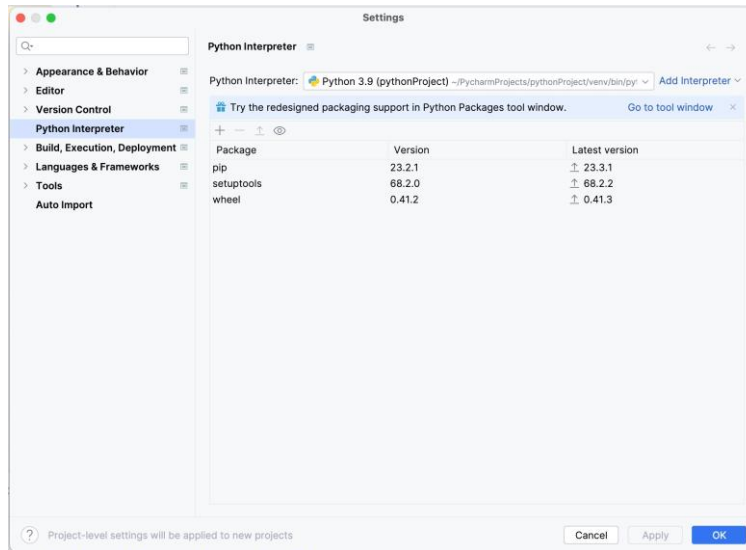 Settings
Python Interpreter
Appearance & Behavior
Editor
Version Control
Python Interpreter
Build, Execution, Deployment
Languages & Frameworks
Tools
Auto Import
Python Interpreter: Python 3.9 (pythonProject) ~/PycharmProjects/pythonProject/venv/bin/py Add Interpreter
Try the redesigned packaging support in Python Packages tool window. Go to tool window
Package Version Latest version
pip 23.2.1 23.3.1
setuptools 68.2.0 68.2.2
wheel 0.41.2 0.41.3
? Project-level settings will be applied to new projects
Cancel Apply OK